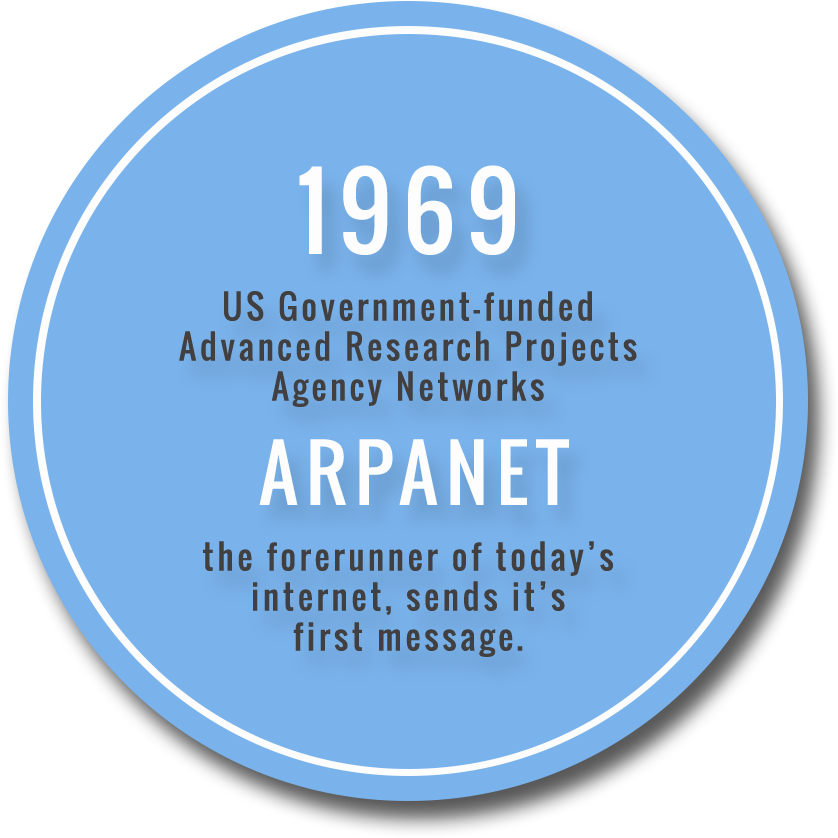 1969
US Government-funded
Advanced Research Projects
Agency Networks
ARPANET
the forerunner of today’s
internet, sends it’s
first message.